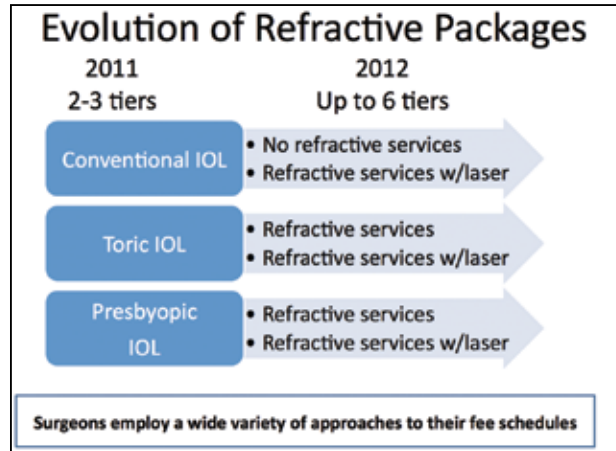 Evolution of Refractive Packages
2011
2-3 tiers
2012
Up to 6 tiers
Conventional IOL
• No refractive services
• Refractive services w/laser
Toric IOL
• Refractive services
• Refractive services w/laser
Presbyopic
IOL
• Refractive services
• Refractive services w/laser
Surgeons employ a wide variety of approaches to their fee schedules